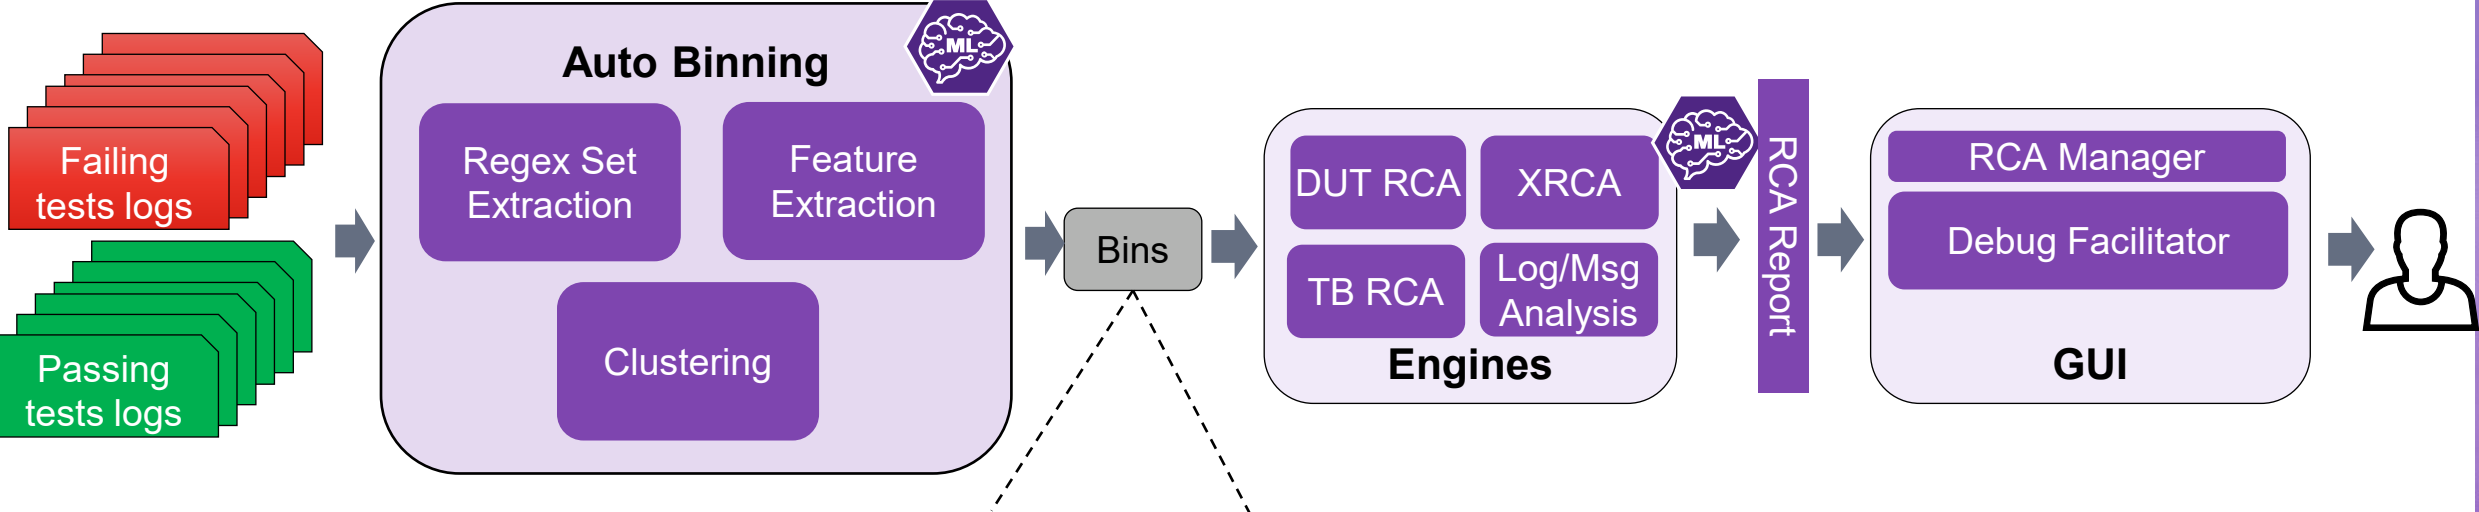 Failing
tests logs
Passing
tests logs
Auto Binning
ML
Regex Set
Extraction
Feature
Extraction
Clustering
Bins
DUT RCA
XRCA
ML
TB RCA
Log/Msg
Analysis
Engines
RCA Report
RCA Manager
Debug Facilitator
GUI